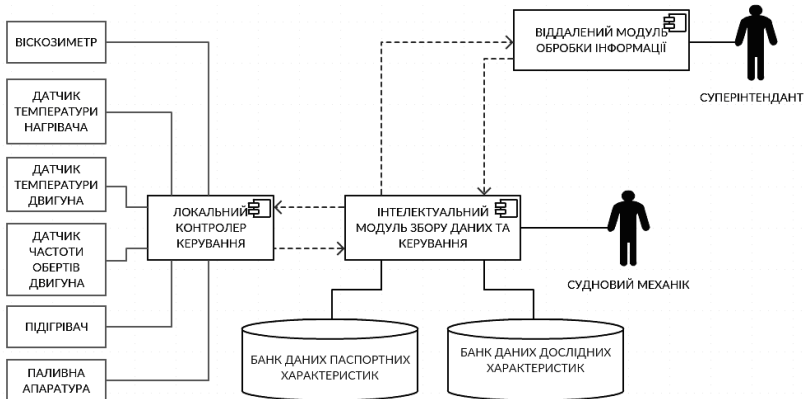 ВІСКОЗИМЕТР
ДАТЧИК
ТЕМПЕРАТУРИ
НАГРІВАЧА
ДАТЧИК
ТЕМПЕРАТУРИ
ДВИГУНА
ДАТЧИК
ЧАСТОТИ
ОБЕРТІВ
ДВИГУНА
ПІДІГРІВАЧ
ПАЛИВНА
АПАРАТУРА
ЛОКАЛЬНИЙ
КОНТРОЛЕР
КЕРУВАННЯ
ІНТЕЛЕКТУАЛЬНИЙ
МОДУЛЬ ЗБОРУ ДАНИХ ТА
КЕРУВАННЯ
ВІДДАЛЕНИЙ МОДУЛЬ
ОБРОБКИ ІНФОРМАЦІЇ
СУПЕРІНТЕНДАНТ
СУДНОВИЙ МЕХАНІК
БАНК ДАНИХ ПАСПОРТНИХ
ХАРАКТЕРИСТИК
БАНК ДАНИХ ДОСЛІДНИХ
ХАРАКТЕРИСТИК